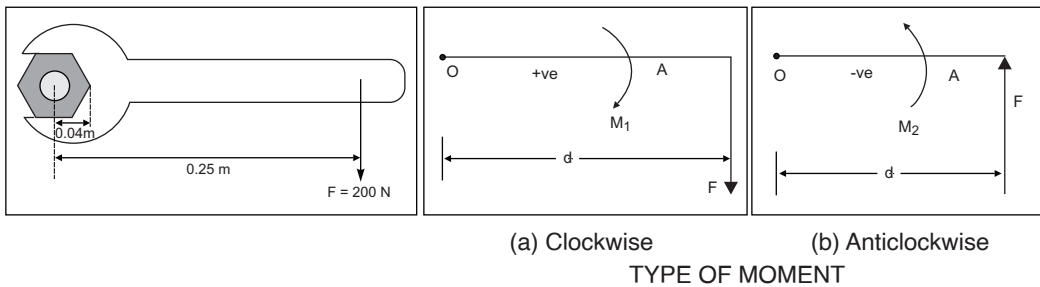 0.04m
0.25 m
F = 200 N
O
+ve
A
M1
d
F
O
-ve
A
M2
d
F
(a) Clockwise
(b) Anticlockwise
TYPE OF MOMENT